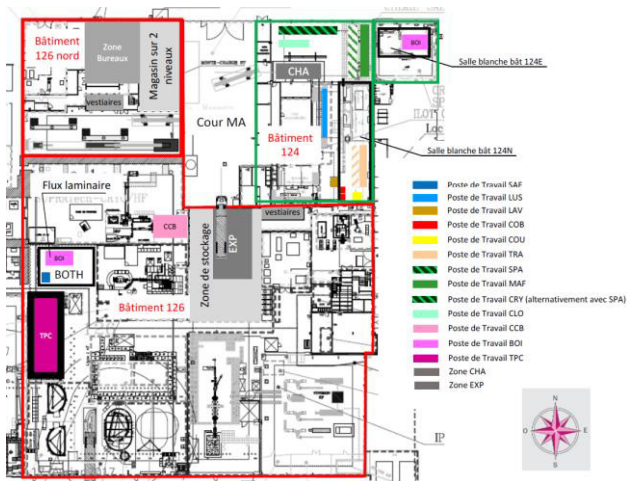 Bâtiment
126 nord
Zone
Bureaux
Magasin sur 2
niveaux
vestiaires
Cour MA
CHA
Bâtiment
124
BOI
Salle blanche bât 124E
Salle blanche bât 124N
Flux laminaire
CCB
Zone de stockage
EXP
vestiaires
BOI
BOTH
Bâtiment 126
TPC
Poste de Travail SAF
Poste de Travail LUS
Poste de Travail LAV
Poste de Travail COB
Poste de Travail COU
Poste de Travail TRA
Poste de Travail SPA
Poste de Travail MAF
Poste de Travail CRY (alternativement avec SPA)
Poste de Travail CLO
Poste de Travail CCB
Poste de Travail BOI
Poste de Travail TPC
Zone CHA
Zone EXP
N
O
E
S